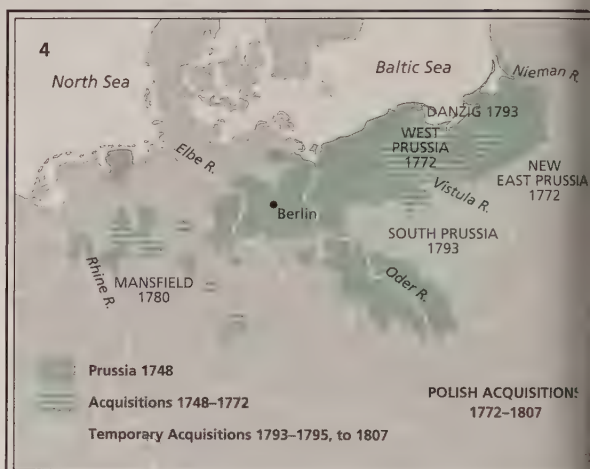 4
North Sea
Baltic Sea
Nieman R.
DANZIG 1793
WEST
PRUSSIA
1772
Elbe R.
NEW
EAST PRUSSIA
1772
Vistula R.
Berlin
SOUTH PRUSSIA
1793
Rhine R.
MANSFIELD
1780
Oder R.
Prussia 1748
Acquisitions 1748–1772
Temporary Acquisitions 1793–1795, to 1807
POLISH ACQUISITIONS
1772–1807